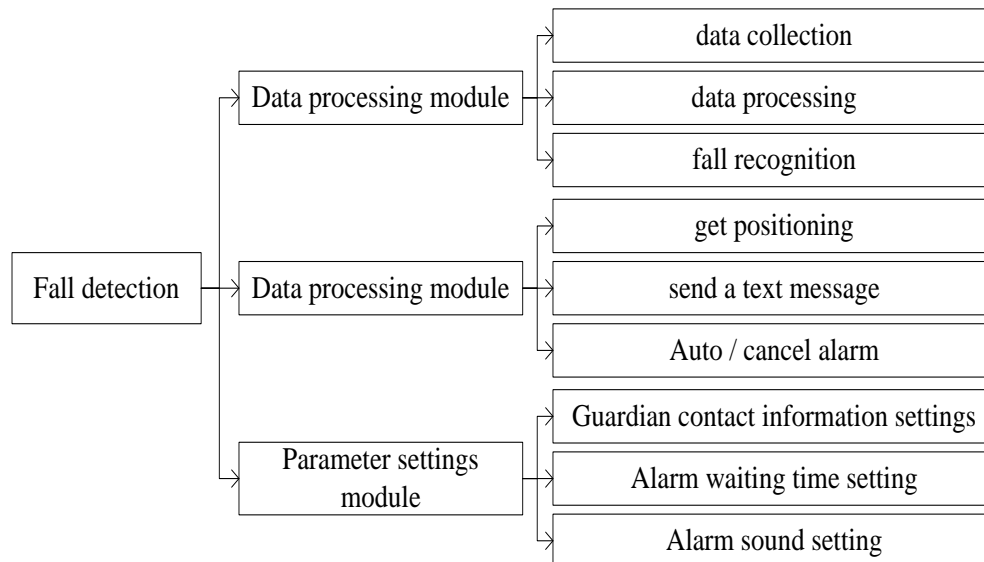 data collection
Data processing module
data processing
fall recognition
get positioning
Fall detection
Data processing module
send a text message
Auto / cancel alarm
Guardian contact information settings
Parameter settings
module
Alarm waiting time setting
Alarm sound setting